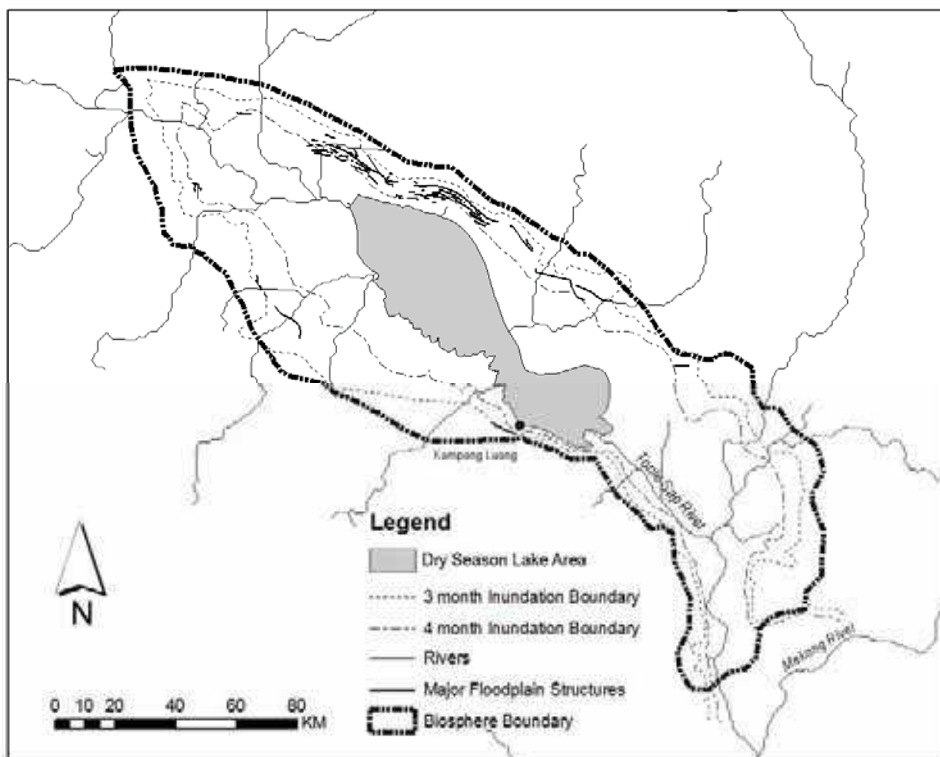 Kampong Luong
Tonle Sap River
Legend
Dry Season Lake Area
3 month Inundation Boundary
4 month Inundation Boundary
Rivers
Major Floodplain Structures
Biosphere Boundary
Mekong River
N
0 10 20 40 60 80
KM